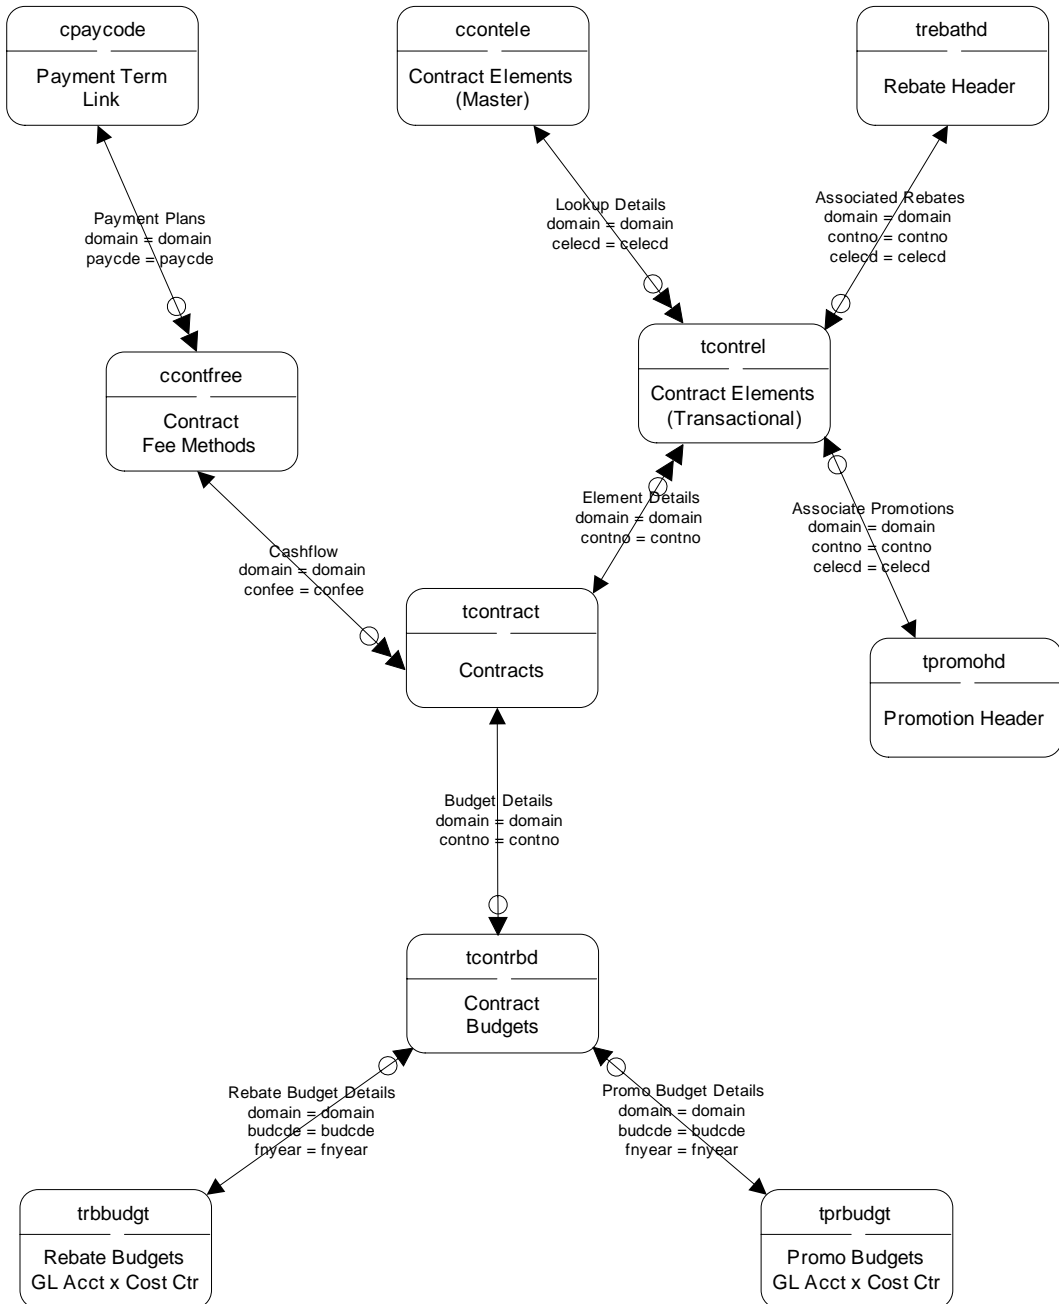 cpaycode
Payment Term
Link
ccontele
Contract Elements
(Master)
trebathd
Rebate Header
Payment Plans
domain = domain
paycde = paycde
Lookup Details
domain = domain
celecd = celecd
Associated Rebates
domain = domain
contno = contno
celecd = celecd
ccontfree
Contract
Fee Methods
tcontrel
Contract Elements
(Transactional)
Cashflow
domain = domain
confee = confee
Element Details
domain = domain
contno = contno
Associate Promotions
domain = domain
contno = contno
celecd = celecd
tcontract
Contracts
tpromohd
Promotion Header
Budget Details
domain = domain
contno = contno
tcontrbd
Contract
Budgets
Rebate Budget Details
domain = domain
budcde = budcde
fnyear = fnyear
Promo Budget Details
domain = domain
budcde = budcde
fnyear = fnyear
trbbudgt
Rebate Budgets
GL Acct x Cost Ctr
tprbudgt
Promo Budgets
GL Acct x Cost Ctr